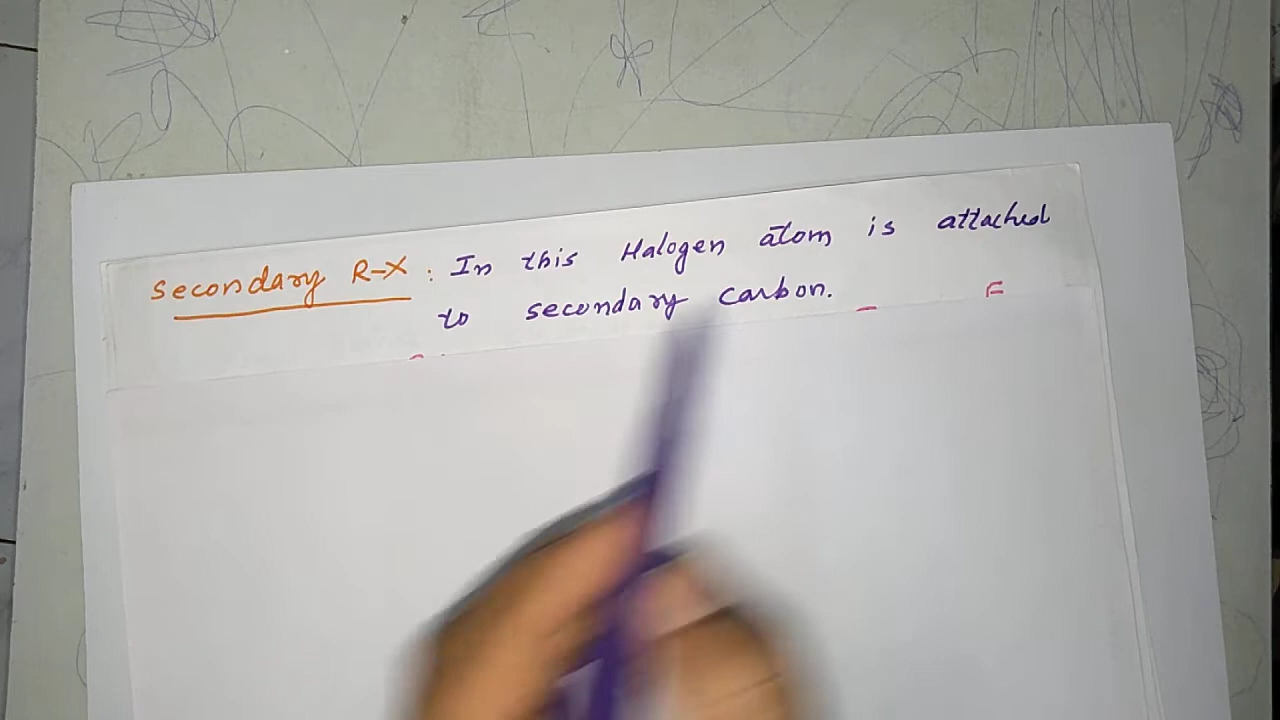 Secondary R-X : In this Halogen atom is attached
to secondary carbon.